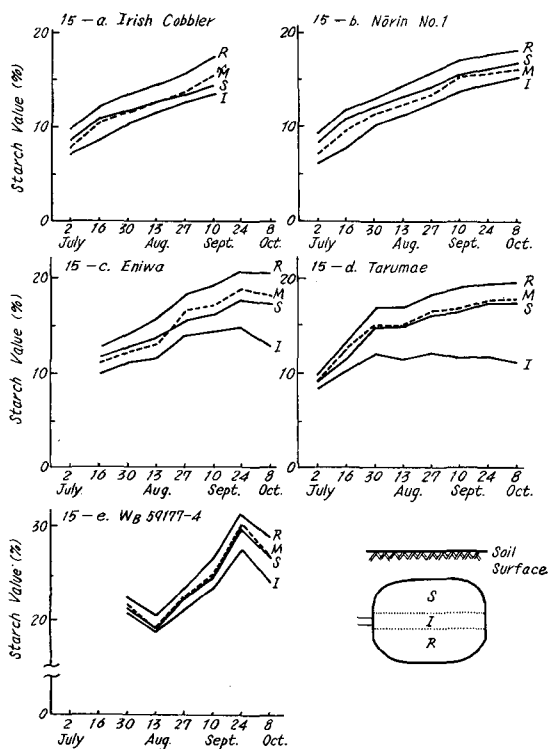 15-a. Irish Cobbler
Starch Value (%)
20
10
0
R
M
S
I
2 16 30 13 27 10 24 8
July Aug. Sept. Oct.
15-b. Nōrin No.1
20
10
0
R
S
M
I
2 16 30 13 27 10 24 8
July Aug. Sept. Oct.
15-c. Eniwa
Starch Value (%)
20
10
0
R
M
S
I
2 16 30 13 27 10 24 8
July Aug. Sept. Oct.
15-d. Tarumae
20
10
0
R
M
S
I
2 16 30 13 27 10 24 8
July Aug. Sept. Oct.
15-e. WB 59177-4
Starch Value (%)
30
20
0
R
M
S
I
2 16 30 13 27 10 24 8
July Aug. Sept. Oct.
Soil
Surface
S
I
R